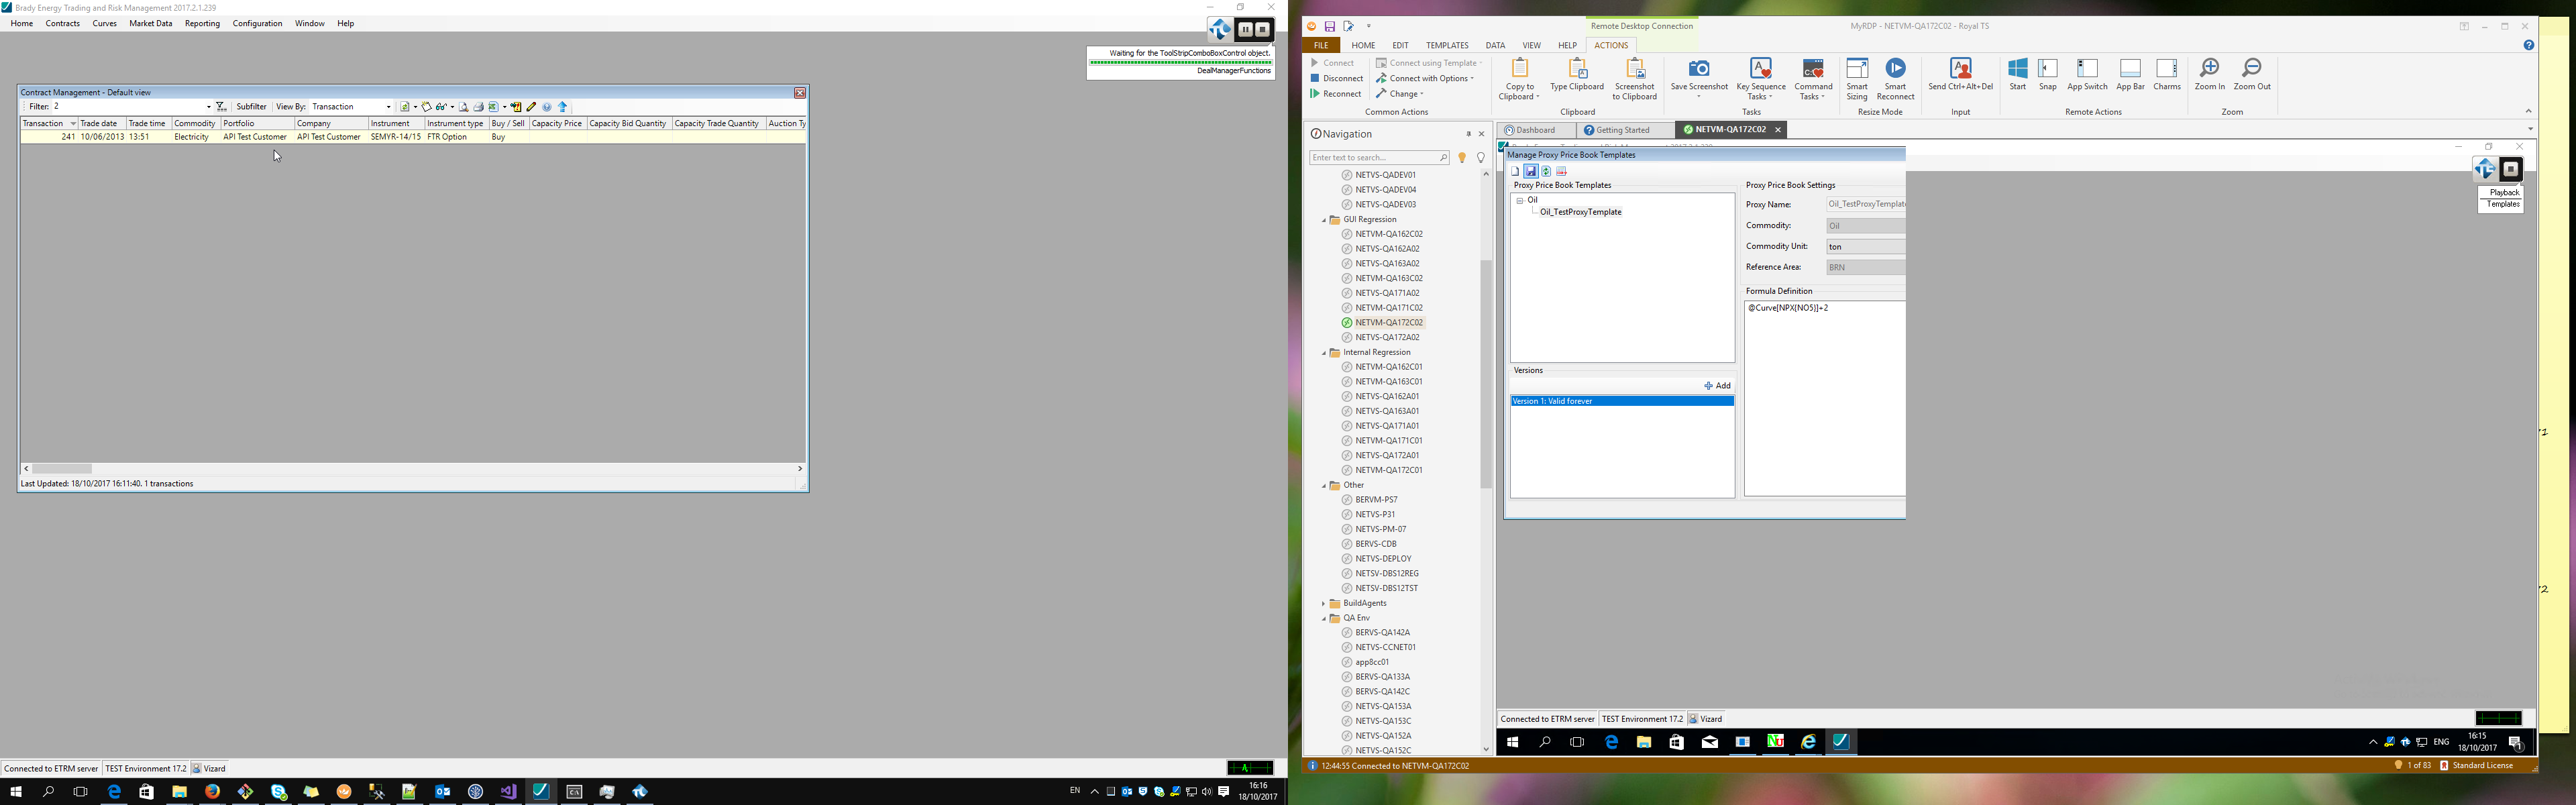 Brady Energy Trading and Risk Management 2017.2.1.239
Home Contracts Curves Market Data Reporting Configuration Window Help
Waiting for the ToolStripComboBoxControl object.
DealManagerFunctions
Contract Management - Default view
Filter: 2 Subfilter View By: Transaction
Transaction Trade date Trade time Commodity Portfolio Company Instrument Instrument type Buy / Sell Capacity Price Capacity Bid Quantity Capacity Trade Quantity Auction Ty
241 10/06/2013 13:51 Electricity API Test Customer API Test Customer SEMYR-14/15 FTR Option Buy
Last Updated: 18/10/2017 16:11:40. 1 transactions
Connected to ETRM server TEST Environment 17.2 Vizard
EN 16:16
18/10/2017
Remote Desktop Connection MyRDP - NETVM-QA172C02 - Royal TS
FILE HOME EDIT TEMPLATES DATA VIEW HELP ACTIONS
Connect Connect using Template
Disconnect Connect with Options
Reconnect Change
Common Actions
Copy to Clipboard Type Clipboard Screenshot to Clipboard
Clipboard
Save Screenshot Key Sequence Tasks Command Tasks
Tasks
Smart Sizing Smart Reconnect
Resize Mode
Send Ctrl+Alt+Del
Input
Start Snap App Switch App Bar Charms
Remote Actions
Zoom In Zoom Out
Zoom
Navigation
Enter text to search...
NETVS-QADEV01
NETVS-QADEV04
NETVS-QADEV03
GUI Regression
NETVM-QA162C02
NETVS-QA162A02
NETVS-QA163A02
NETVM-QA163C02
NETVS-QA171A02
NETVM-QA171C02
NETVM-QA172C02
NETVS-QA172A02
Internal Regression
NETVM-QA162C01
NETVM-QA163C01
NETVS-QA162A01
NETVS-QA163A01
NETVS-QA171A01
NETVM-QA171C01
NETVS-QA172A01
NETVM-QA172C01
Other
BERVM-PS7
NETVS-P31
NETVS-PM-07
BERVS-CDB
NETVS-DEPLOY
NETSV-DBS12REG
NETSV-DBS12TST
BuildAgents
QA Env
BERVS-QA142A
NETVS-CCNET01
app8cc01
BERVS-QA133A
BERVS-QA142C
NETVS-QA153A
NETVS-QA153C
NETVS-QA152A
NETVS-QA152C
Dashboard Getting Started NETVM-QA172C02
Manage Proxy Price Book Templates
Proxy Price Book Templates
Oil
Oil_TestProxyTemplate
Versions
Add
Version 1: Valid forever
Proxy Price Book Settings
Proxy Name: Oil_TestProxyTemplate
Commodity: Oil
Commodity Unit: ton
Reference Area: BRN
Formula Definition
@Curve[NPX(NO5)]+2
Playback
Templates
Connected to ETRM server TEST Environment 17.2 Vizard
ENG 16:15
18/10/2017
12:44:55 Connected to NETVM-QA172C02
1 of 83 Standard License